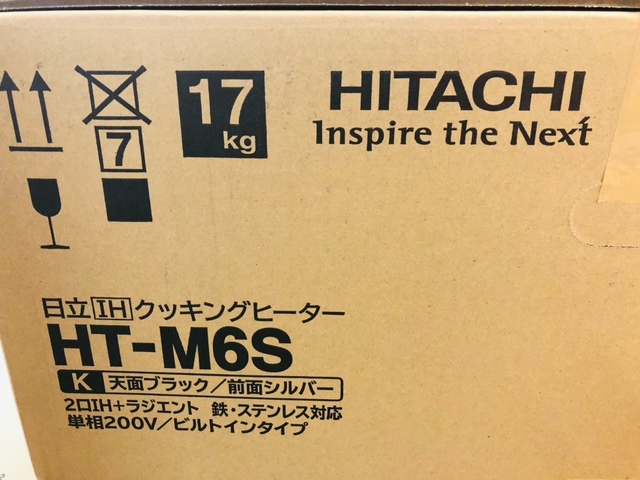 17
kg
HITACHI
Inspire the Next
7
日立IHクッキングヒーター
HT-M6S
K 天面ブラック/前面シルバー
2口IH+ラジエント 鉄・ステンレス対応
単相200V/ビルトインタイプ